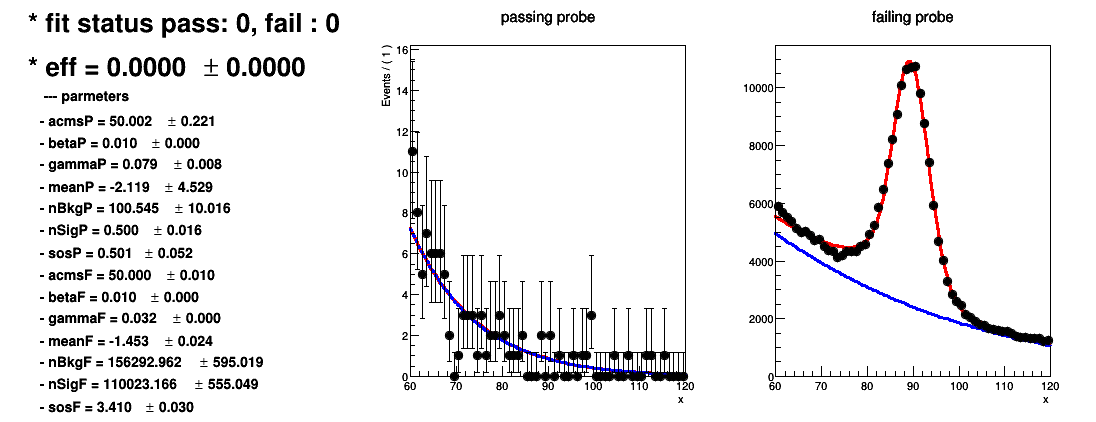 * fit status pass: 0, fail : 0
* eff = 0.0000 ± 0.0000
--- parmeters
- acmsP = 50.002 ± 0.221
- betaP = 0.010 ± 0.000
- gammaP = 0.079 ± 0.008
- meanP = -2.119 ± 4.529
- nBkgP = 100.545 ± 10.016
- nSigP = 0.500 ± 0.016
- sosP = 0.501 ± 0.052
- acmsF = 50.000 ± 0.010
- betaF = 0.010 ± 0.000
- gammaF = 0.032 ± 0.000
- meanF = -1.453 ± 0.024
- nBkgF = 156292.962 ± 595.019
- nSigF = 110023.166 ± 555.049
- sosF = 3.410 ± 0.030
passing probe
Events / ( 1 )
16
14
12
10
8
6
4
2
0
60 70 80 90 100 110 120
x
failing probe
10000
8000
6000
4000
2000
0
60 70 80 90 100 110 120
x